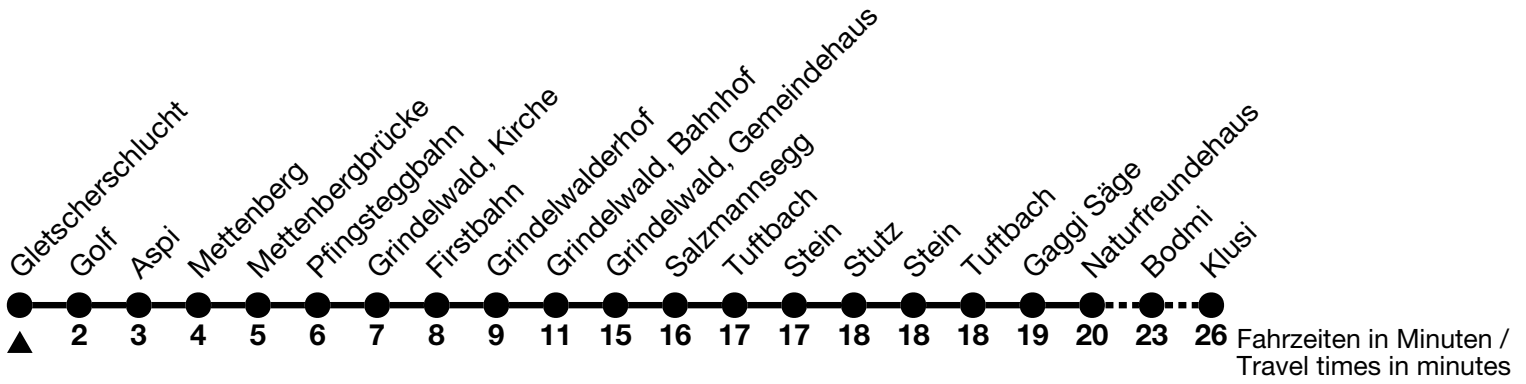 Gletscherschlucht
Golf
Aspi
Mettenberg
Mettenbergbrücke
Pfingsteggbahn
Grindelwald, Kirche
Firstbahn
Grindelwalderhof
Grindelwald, Bahnhof
Grindelwald, Gemeindehaus
Salzmannsegg
Tuftbach
Stein
Stutz
Stein
Tuftbach
Gaggi Säge
Naturfreundehaus
Bodmi
Klusi
2 3 4 5 6 7 8 9 11 15 16 17 17 18 18 18 19 20 23 26 Fahrzeiten in Minuten /
Travel times in minutes